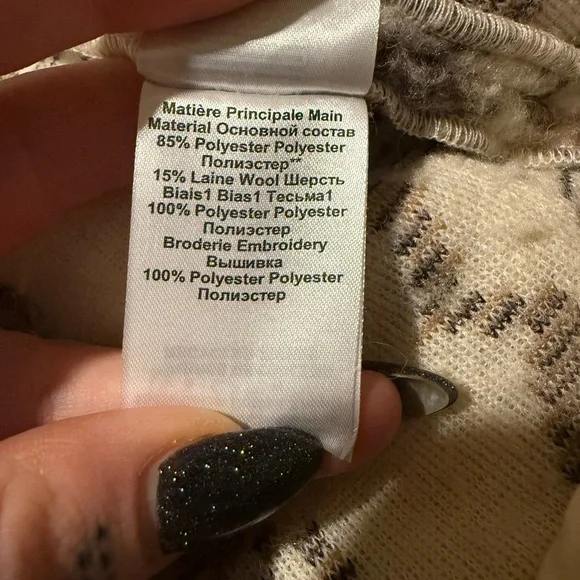 Matière Principale Main
Material Основной состав
85% Polyester Polyester
Полиэстер**
15% Laine Wool Шерсть
Biais1 Bias1 Тесьма1
100% Polyester Polyester
Полиэстер
Broderie Embroidery
Вышивка
100% Polyester Polyester
Полиэстер